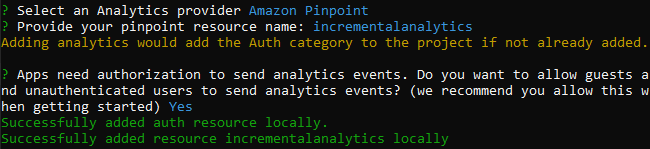 ? Select an Analytics provider Amazon Pinpoint
? Provide your pinpoint resource name: incrementalanalytics
Adding analytics would add the Auth category to the project if not already added.
? Apps need authorization to send analytics events. Do you want to allow guests a
nd unauthenticated users to send analytics events? (we recommend you allow this w
hen getting started) Yes
Successfully added auth resource locally.
Successfully added resource incrementalanalytics locally